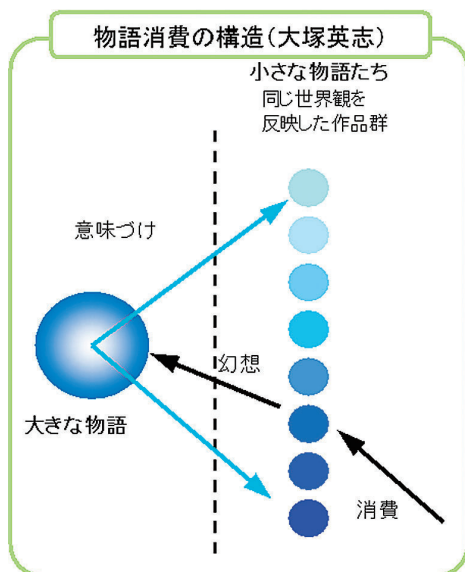 物語消費の構造(大塚英志)
小さな物語たち
同じ世界観を
反映した作品群
意味づけ
幻想
大きな物語
消費